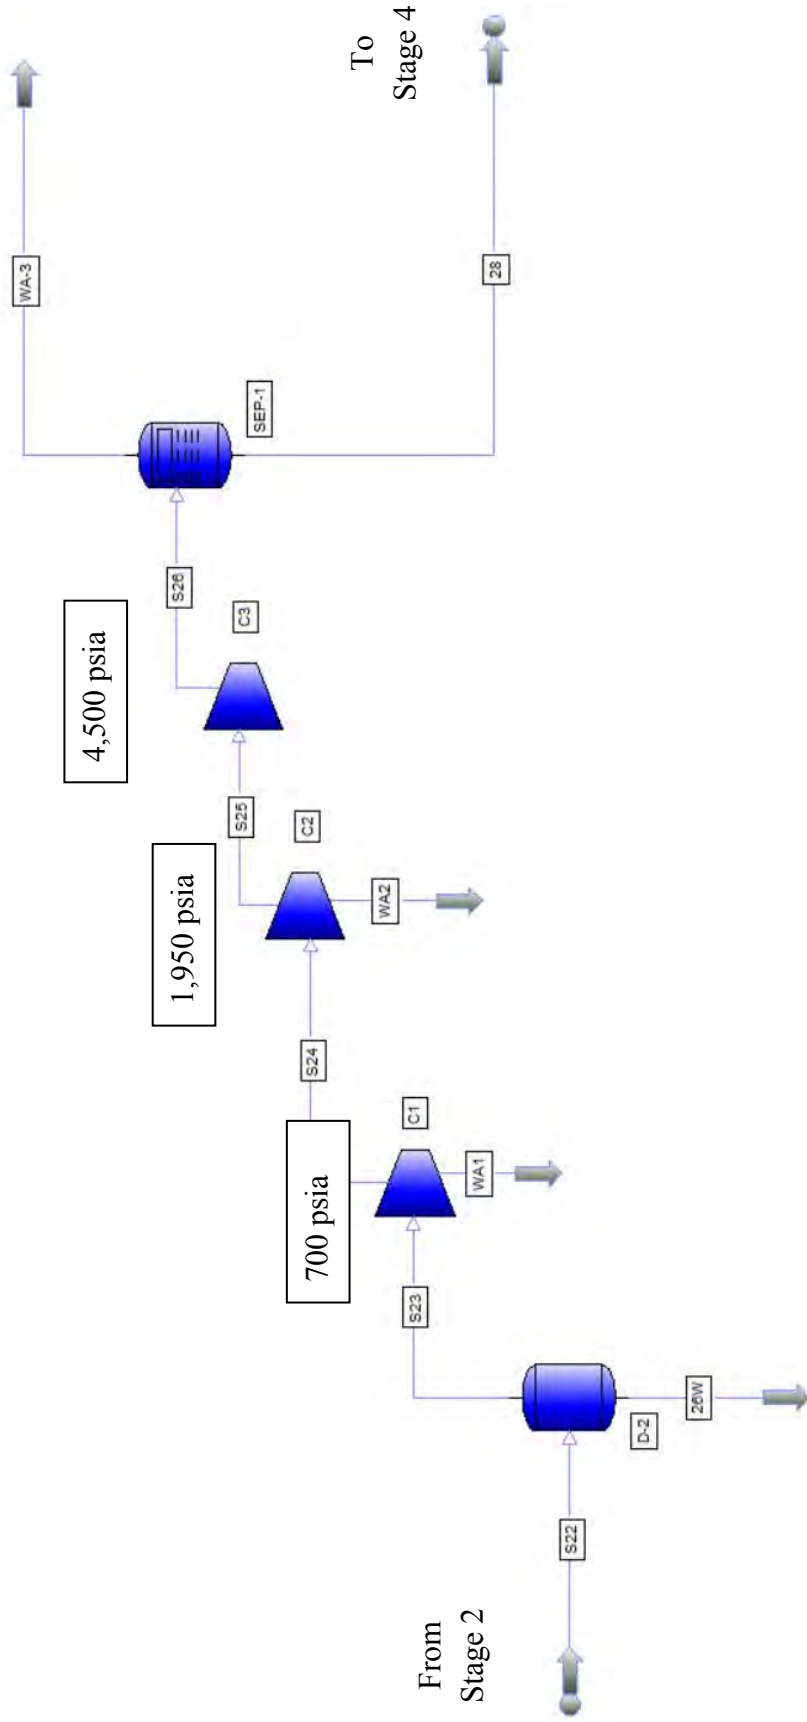 From
Stage 2
S22
D-2
26W
S23
700 psia
C1
WA1
S24
1,950 psia
C2
WA2
S25
4,500 psia
C3
S26
SEP-1
WA-3
28
To
Stage 4